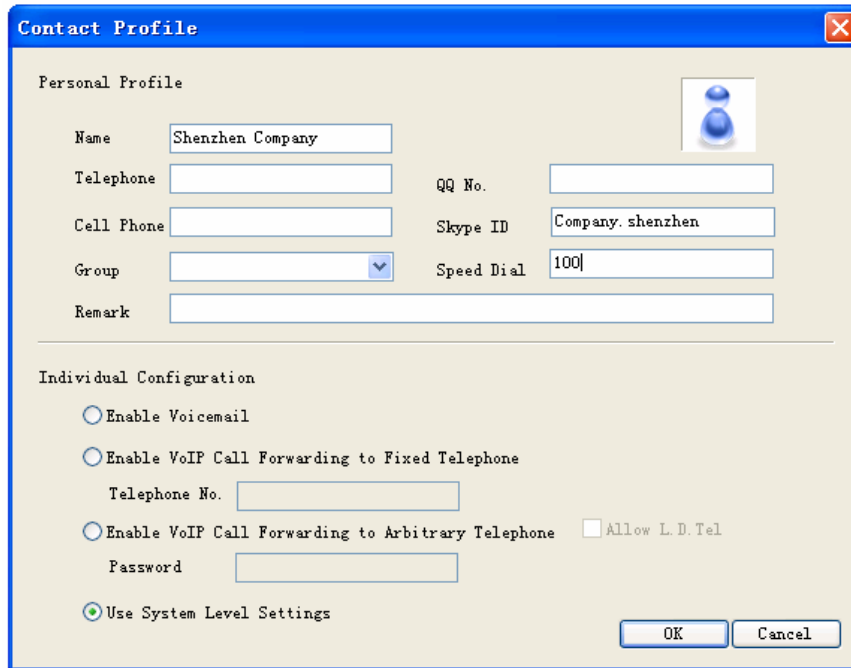 Contact Profile
Personal Profile
Name Shenzhen Company
Telephone QQ No.
Cell Phone Skype ID Company.shenzhen
Group Speed Dial 100
Remark
Individual Configuration
Enable Voicemail
Enable VoIP Call Forwarding to Fixed Telephone
Telephone No.
Enable VoIP Call Forwarding to Arbitrary Telephone Allow L.D.Tel
Password
Use System Level Settings
OK Cancel